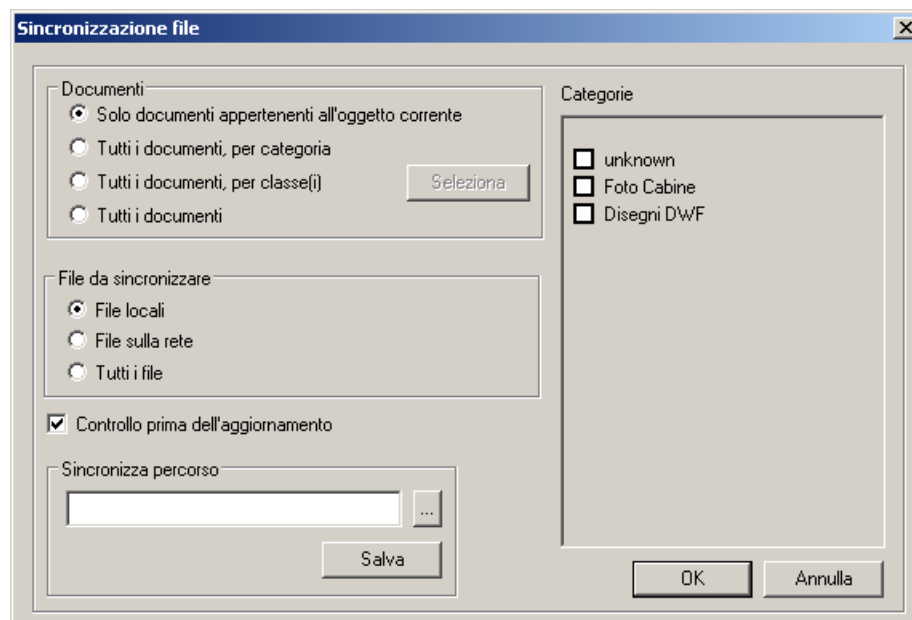 Sincronizzazione file
Documenti
Solo documenti appertenenti all'oggetto corrente
Tutti i documenti, per categoria
Tutti i documenti, per classe(i)
Seleziona
Tutti i documenti
File da sincronizzare
File locali
File sulla rete
Tutti i file
Controllo prima dell'aggiornamento
Sincronizza percorso
...
Salva
Categorie
unknown
Foto Cabine
Disegni DWF
OK
Annulla